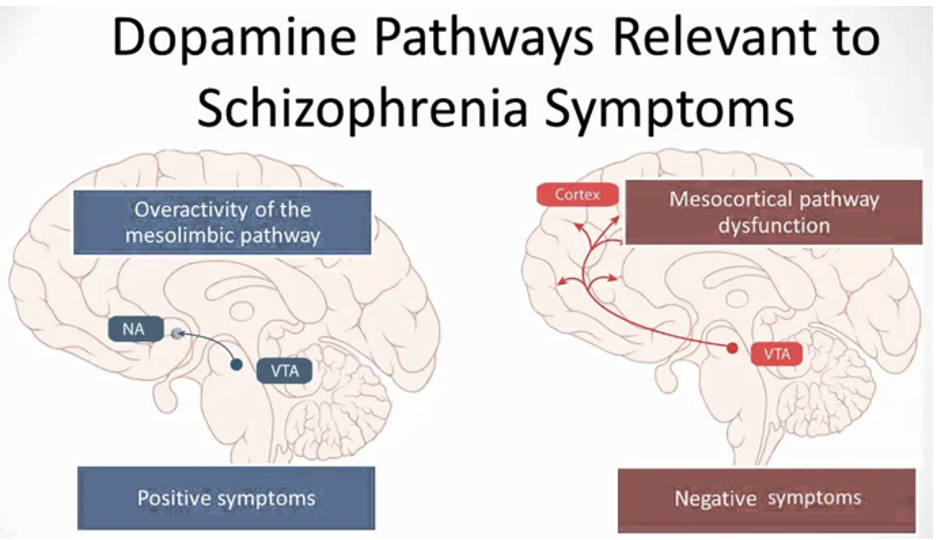 Dopamine Pathways Relevant to
Schizophrenia Symptoms
Overactivity of the
mesolimbic pathway
NA
VTA
Positive symptoms
Cortex
Mesocortical pathway
dysfunction
VTA
Negative symptoms